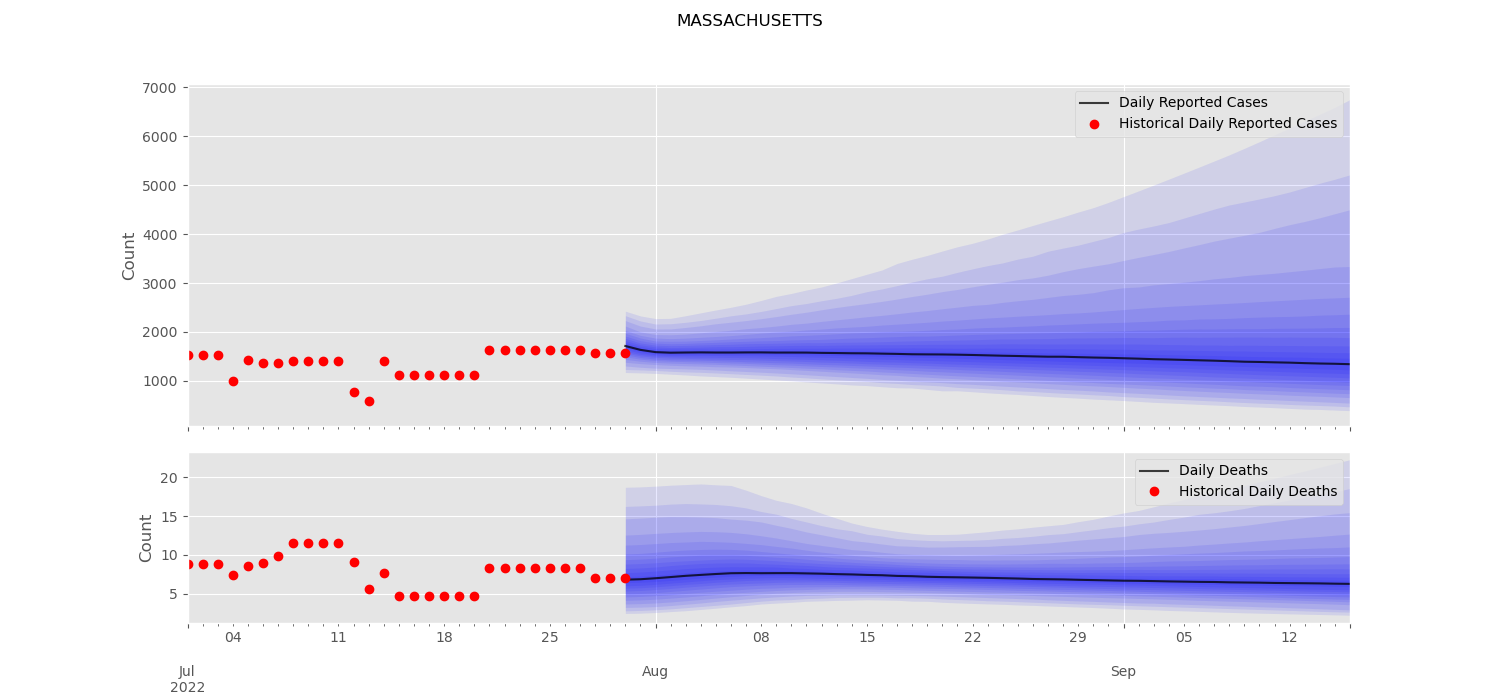 MASSACHUSETTS
7000
6000
5000
4000
3000
2000
1000
Count
Daily Reported Cases
Historical Daily Reported Cases
20
15
10
5
Count
Daily Deaths
Historical Daily Deaths
04 11 18 25 08 15 22 29 05 12
Jul Aug Sep
2022